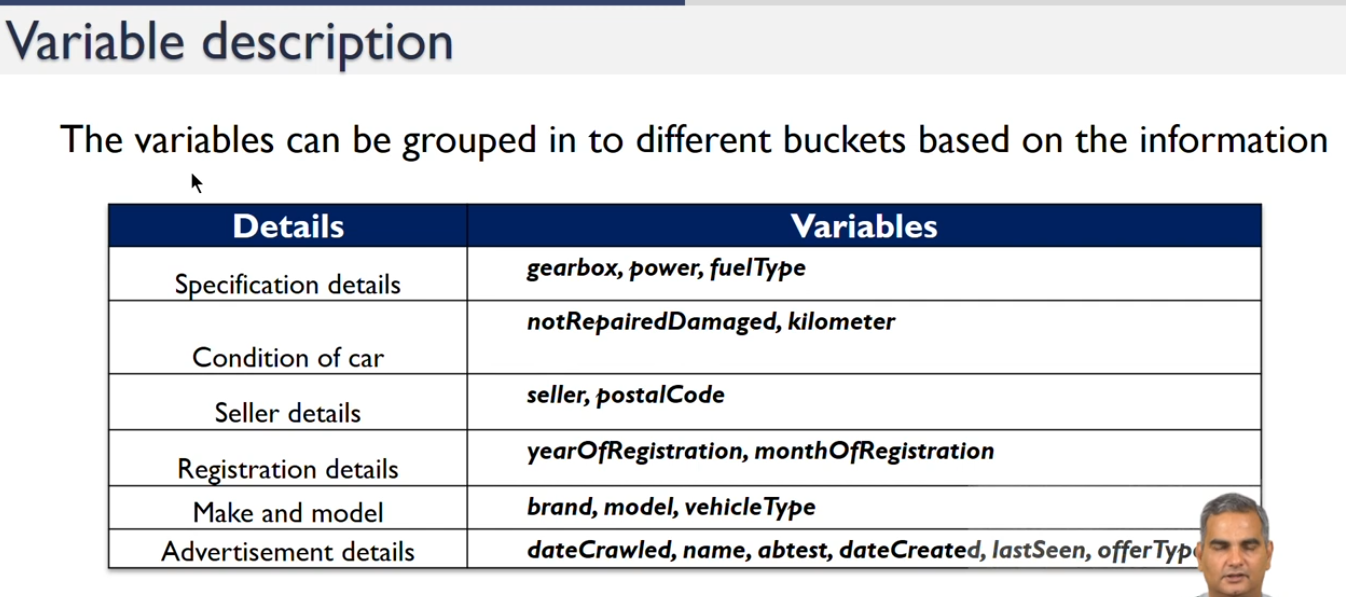 Variable description
The variables can be grouped in to different buckets based on the information
Details Variables
Specification details gearbox, power, fuelType
Condition of car notRepairedDamaged, kilometer
Seller details seller, postalCode
Registration details yearOfRegistration, monthOfRegistration
Make and model brand, model, vehicleType
Advertisement details dateCrawled, name, abtest, dateCreated, lastSeen,